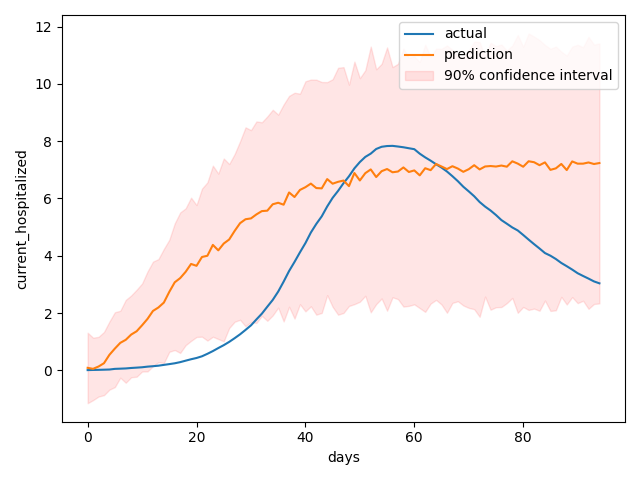 actual
prediction
90% confidence interval
12
10
8
6
4
2
0
current_hospitalized
0 20 40 60 80
days